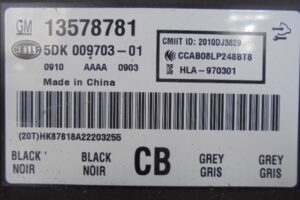 GM 13578781
HELLA 5DK 009703-01
0910 AAAA 0903
Made in China
CMIIT ID: 2010DJ3829
CCAB08LP248BT8
HLA-970301
(20T)HK87818A22203255
BLACK BLACK CB GREY GREY
NOIR NOIR GRIS GRIS